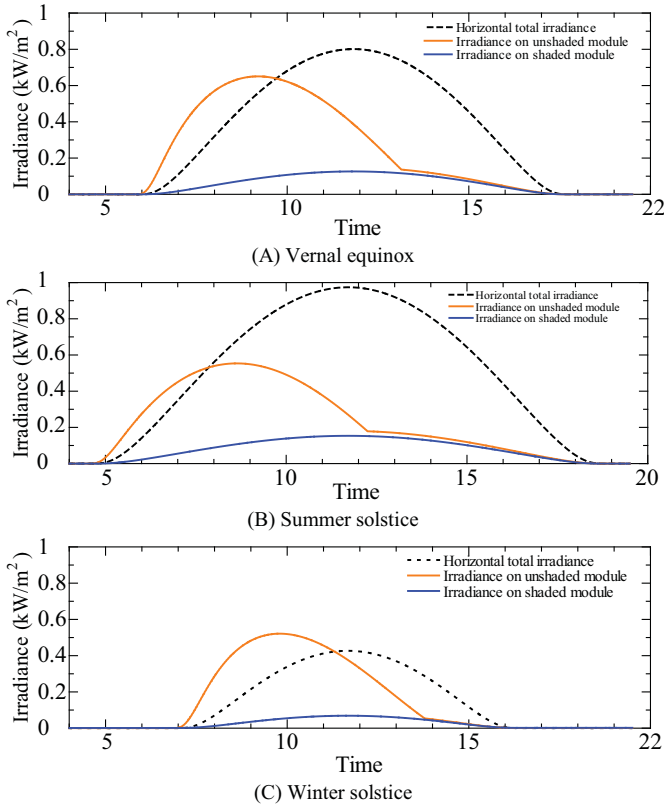 1
0.8
0.6
0.4
0.2
0
Irradiance (kW/m² )
Horizontal total irradiance
Irradiance on unshaded module
Irradiance on shaded module
5 10 15 22
Time
(A) Vernal equinox
1
0.8
0.6
0.4
0.2
0
Irradiance (kW/m² )
Horizontal total irradiance
Irradiance on unshaded module
Irradiance on shaded module
5 10 15 20
Time
(B) Summer solstice
1
0.8
0.6
0.4
0.2
0
Irradiance (kW/m² )
Horizontal total irradiance
Irradiance on unshaded module
Irradiance on shaded module
5 10 15 22
Time
(C) Winter solstice